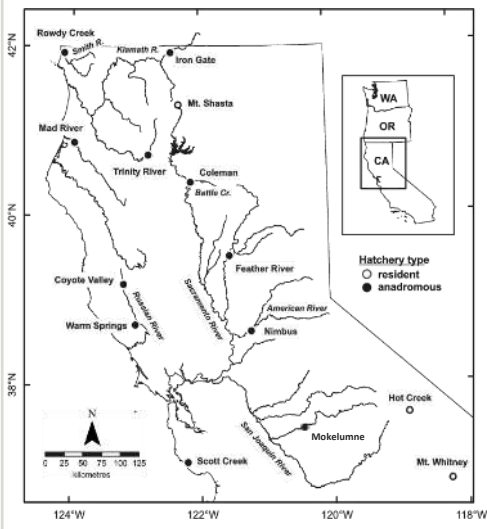 42°N
40°N
38°N
Rowdy Creek
Smith R.
Klamath R.
Iron Gate
Mt. Shasta
Mad River
Trinity River
Coleman
Battle Cr.
Feather River
Coyote Valley
Russian River
Sacramento River
American River
Warm Springs
Nimbus
Hot Creek
San Joaquin River
Mokelumne
Mt. Whitney
Scott Creek
WA
OR
CA
Hatchery type
resident
anadromous
N
0 25 50 75 100 125
kilometres
124°W 122°W 120°W 118°W